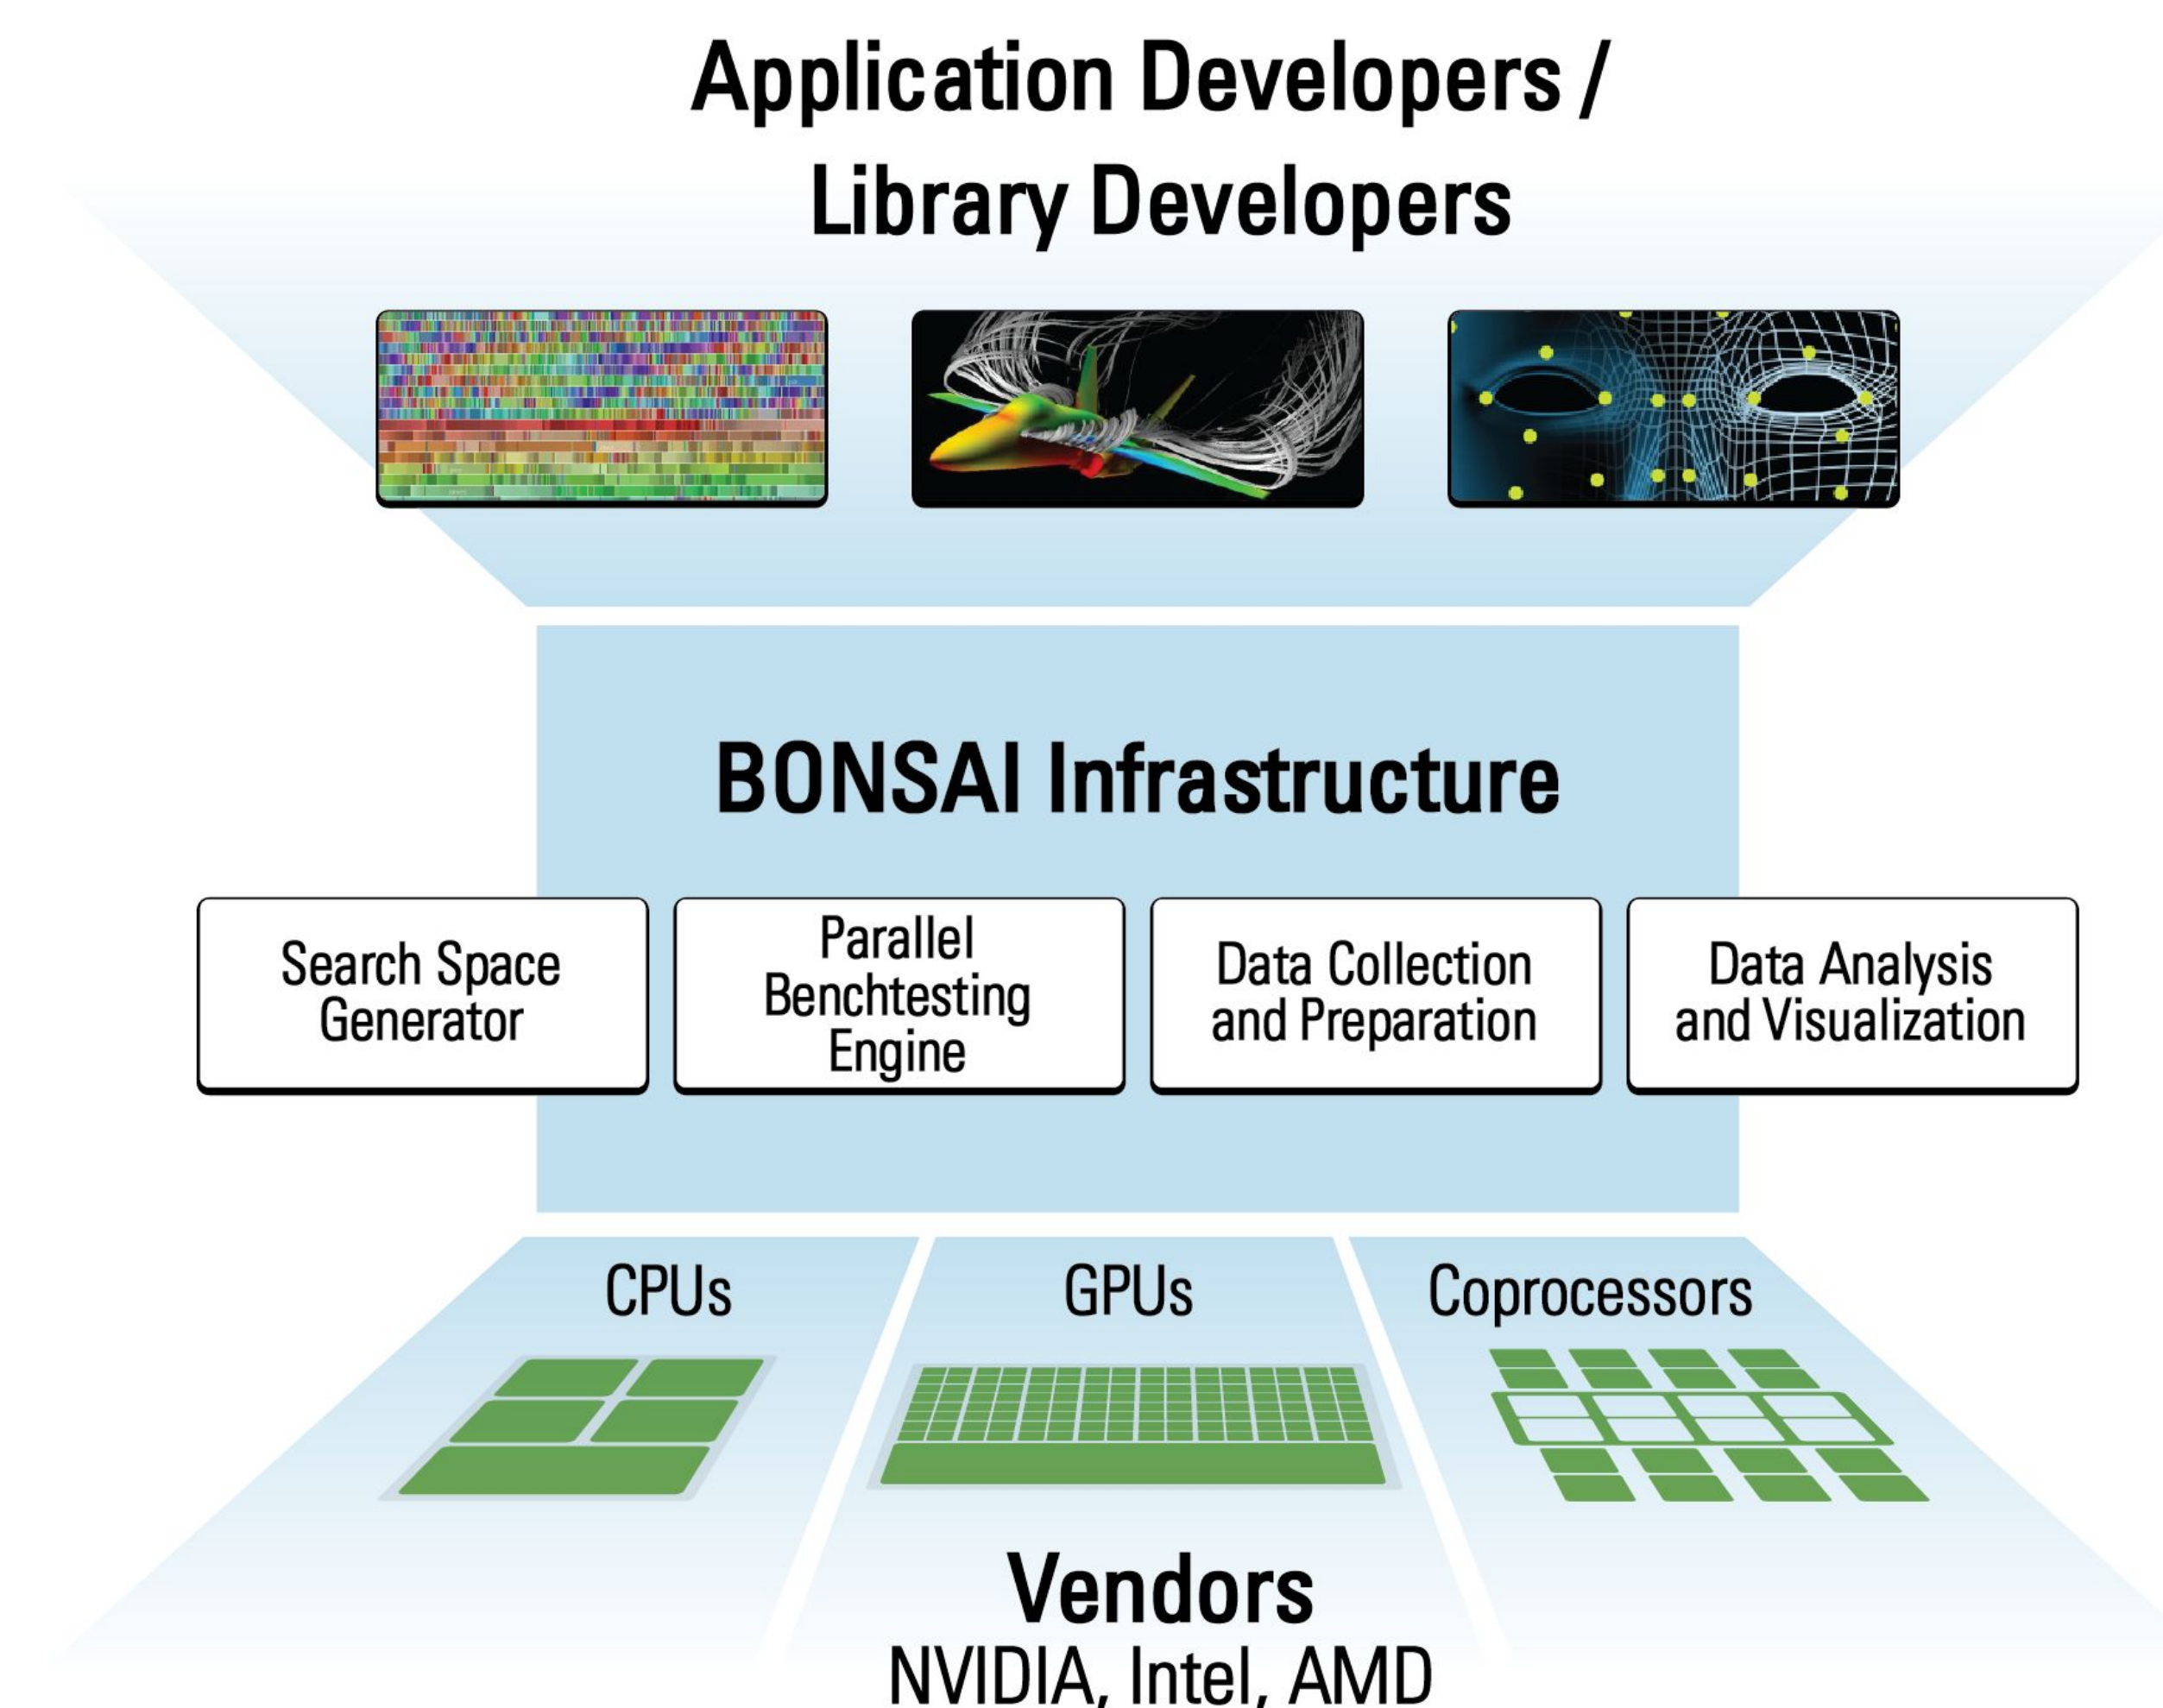 Application Developers /
Library Developers
BONSAI Infrastructure
Search Space
Generator
Parallel
Benchtesting
Engine
Data Collection
and Preparation
Data Analysis
and Visualization
CPUs
GPUs
Coprocessors
Vendors
NVIDIA, Intel, AMD